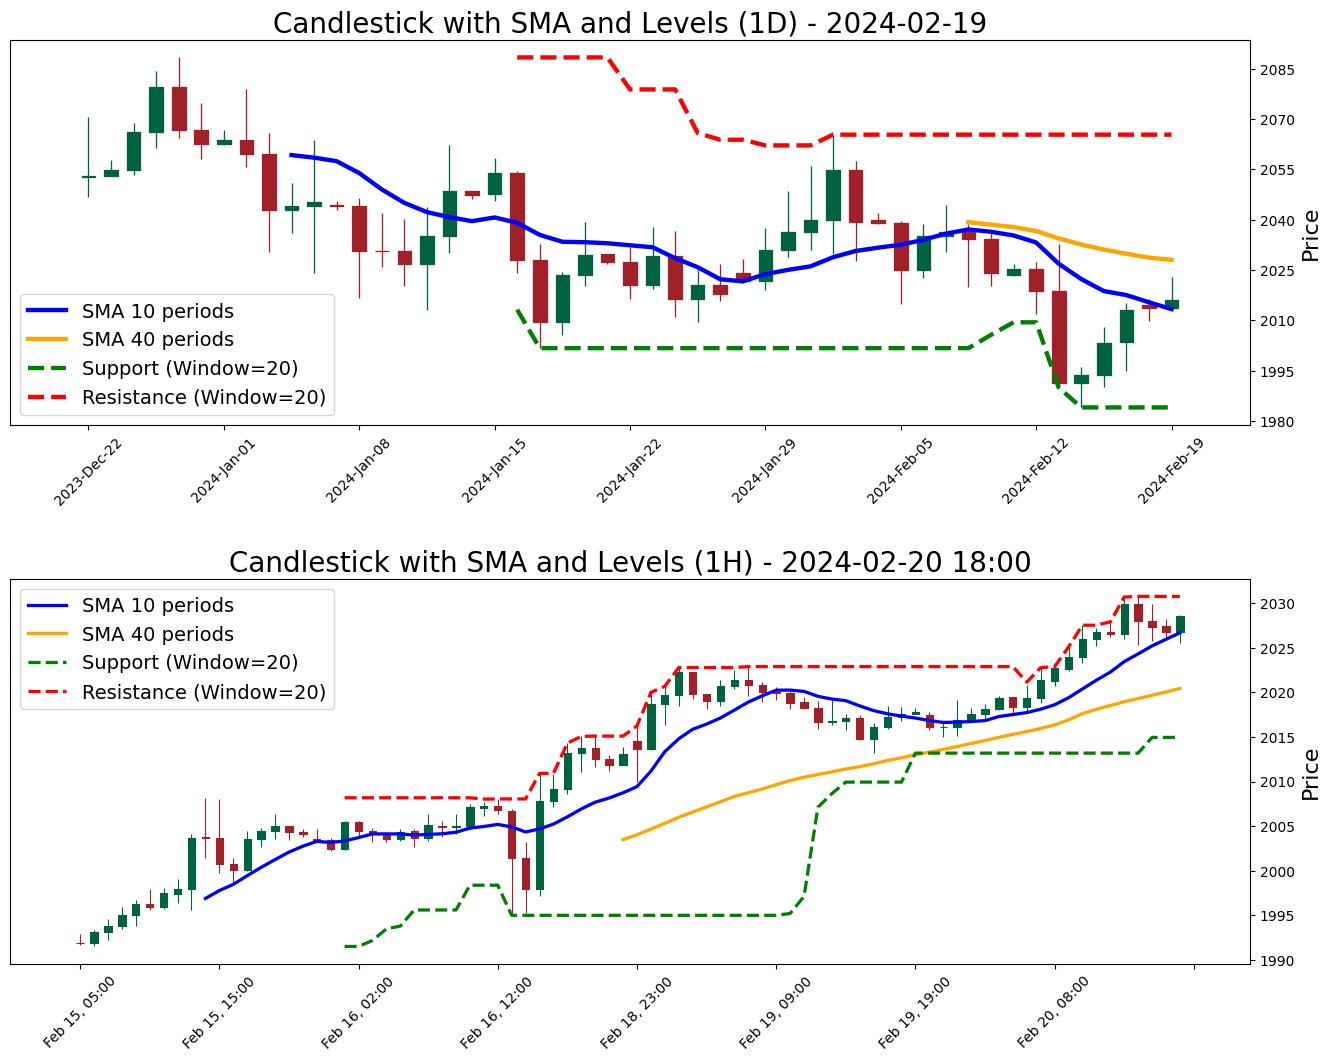 Candlestick with SMA and Levels (1D) - 2024-02-19
2085
2070
2055
2040
2025
2010
1995
1980
Price
SMA 10 periods
SMA 40 periods
Support (Window=20)
Resistance (Window=20)
2023-Dec-22
2024-Jan-01
2024-Jan-08
2024-Jan-15
2024-Jan-22
2024-Jan-29
2024-Feb-05
2024-Feb-12
2024-Feb-19
Candlestick with SMA and Levels (1H) - 2024-02-20 18:00
SMA 10 periods
SMA 40 periods
Support (Window=20)
Resistance (Window=20)
2030
2025
2020
2015
2010
2005
2000
1995
1990
Price
Feb 15, 05:00
Feb 15, 15:00
Feb 16, 02:00
Feb 16, 12:00
Feb 18, 23:00
Feb 19, 09:00
Feb 19, 19:00
Feb 20, 08:00